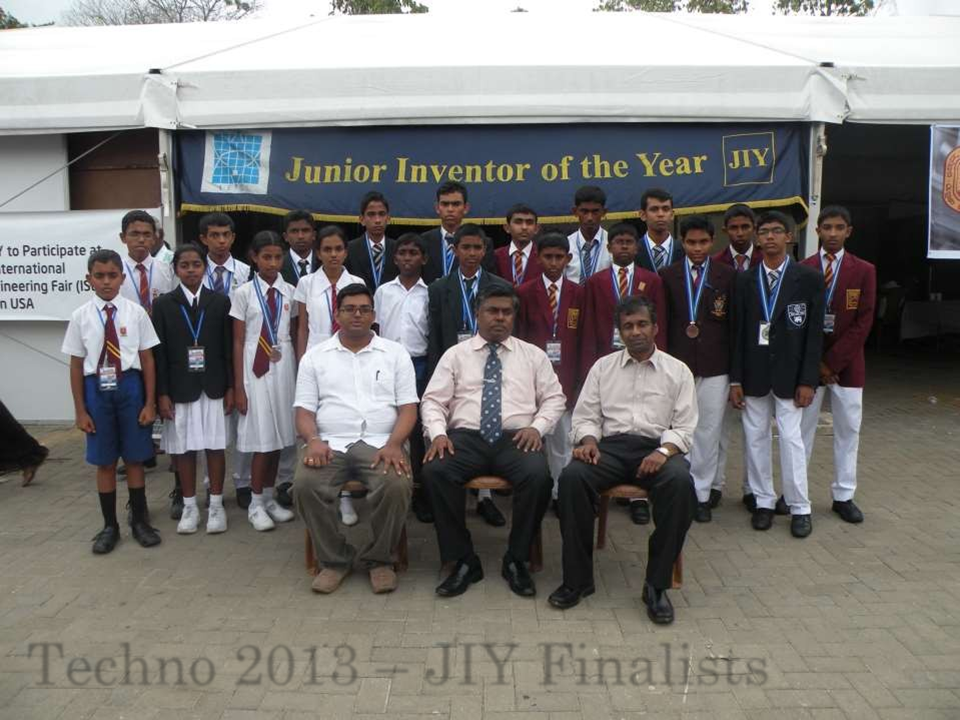 Junior Inventor of the Year
JIY
Y to Participate at
nternational
ineering Fair (IS
n USA
Techno 2013 – JIY Finalists